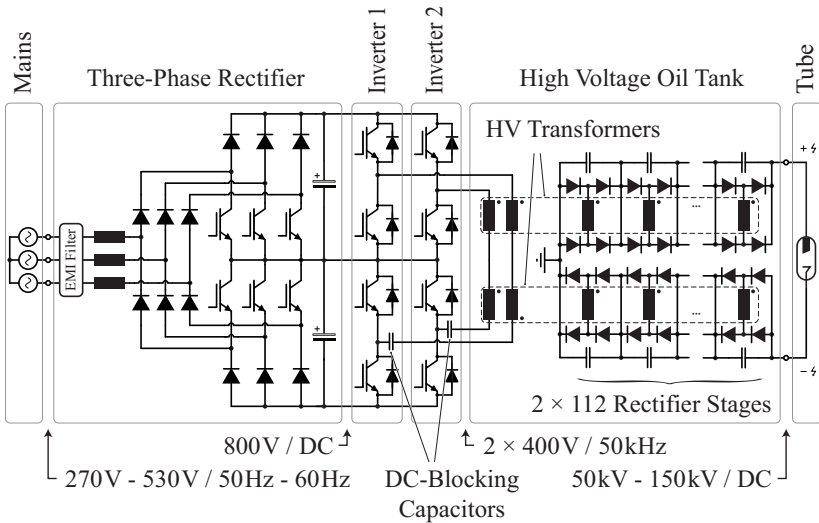 Mains
Three-Phase Rectifier
Inverter 1
Inverter 2
High Voltage Oil Tank
Tube
HV Transformers
EMI Filter
+
+
+
...
...
...
...
−
2 × 112 Rectifier Stages
800V / DC
2 × 400V / 50kHz
270V - 530V / 50Hz - 60Hz
DC-Blocking
Capacitors
50kV - 150kV / DC